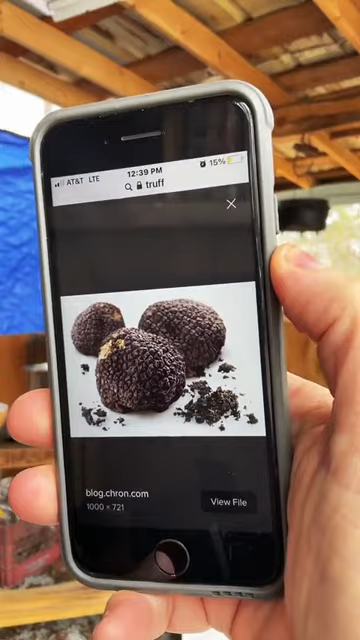 AT&T LTE 12:39 PM 15%
truff
blog.chron.com
1000 × 721
View File